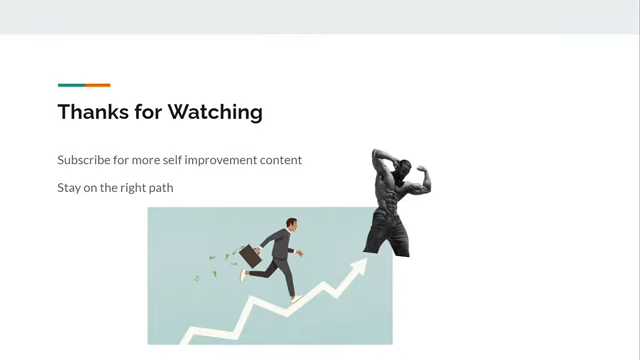 Thanks for Watching
Subscribe for more self improvement content
Stay on the right path